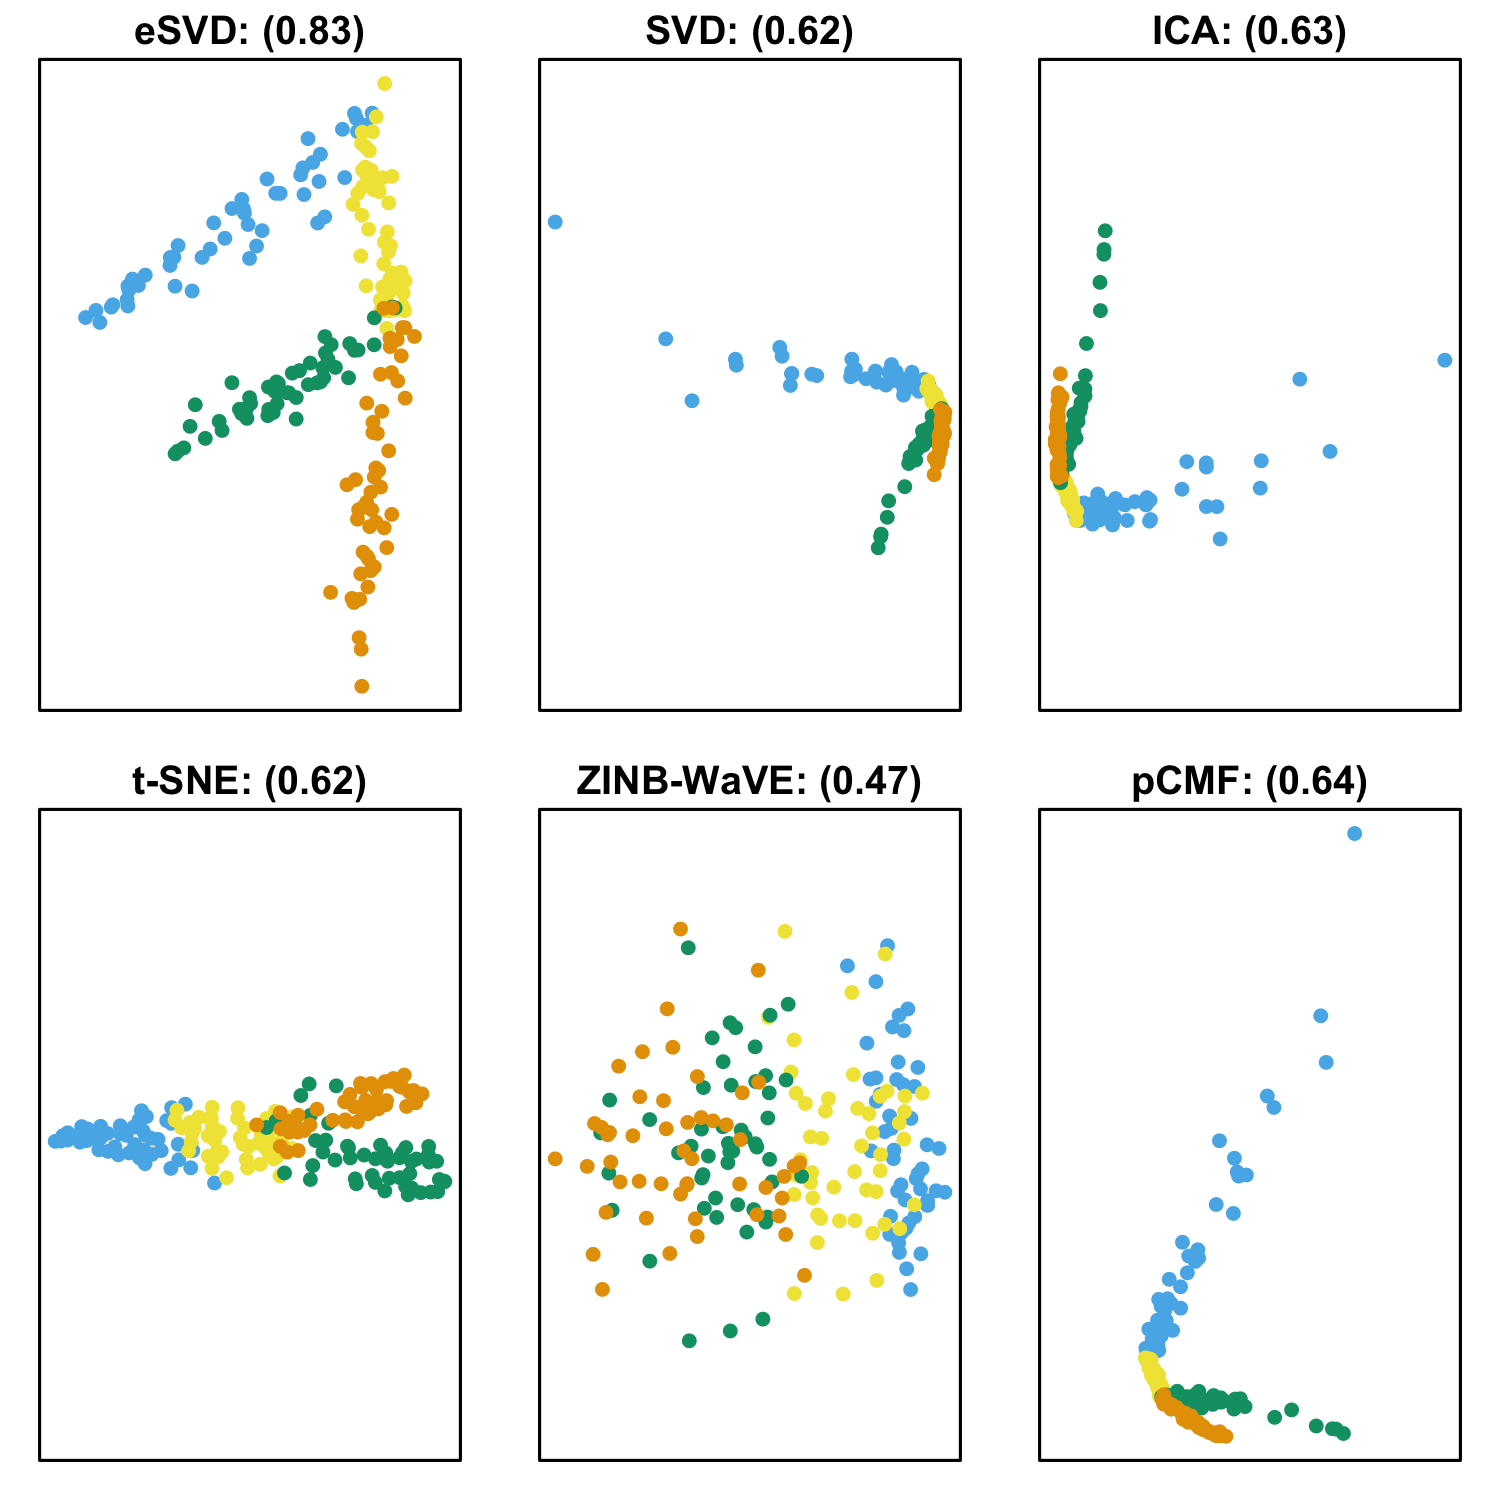 eSVD: (0.83)
SVD: (0.62)
ICA: (0.63)
t-SNE: (0.62)
ZINB-WaVE: (0.47)
pCMF: (0.64)